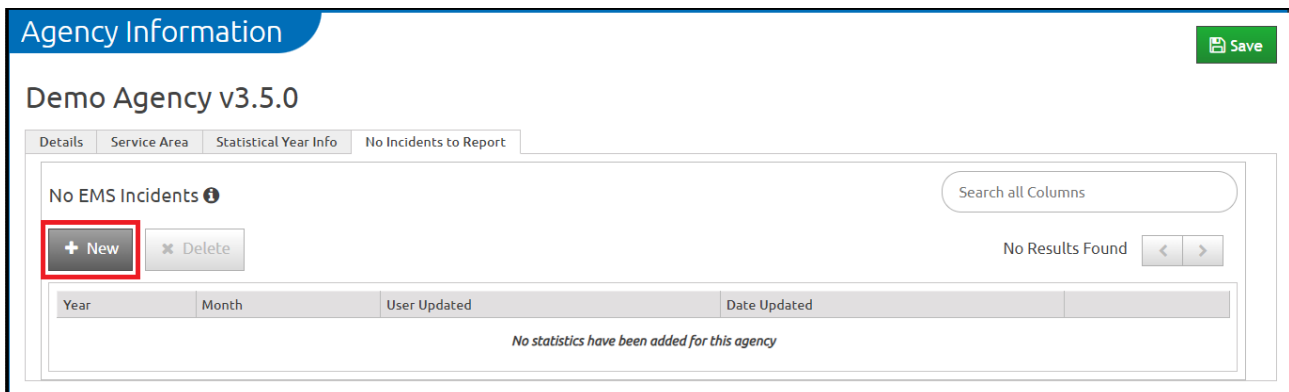 Agency Information
Save
Demo Agency v3.5.0
Details Service Area Statistical Year Info No Incidents to Report
No EMS Incidents
Search all Columns
New Delete
No Results Found
Year Month User Updated Date Updated
No statistics have been added for this agency